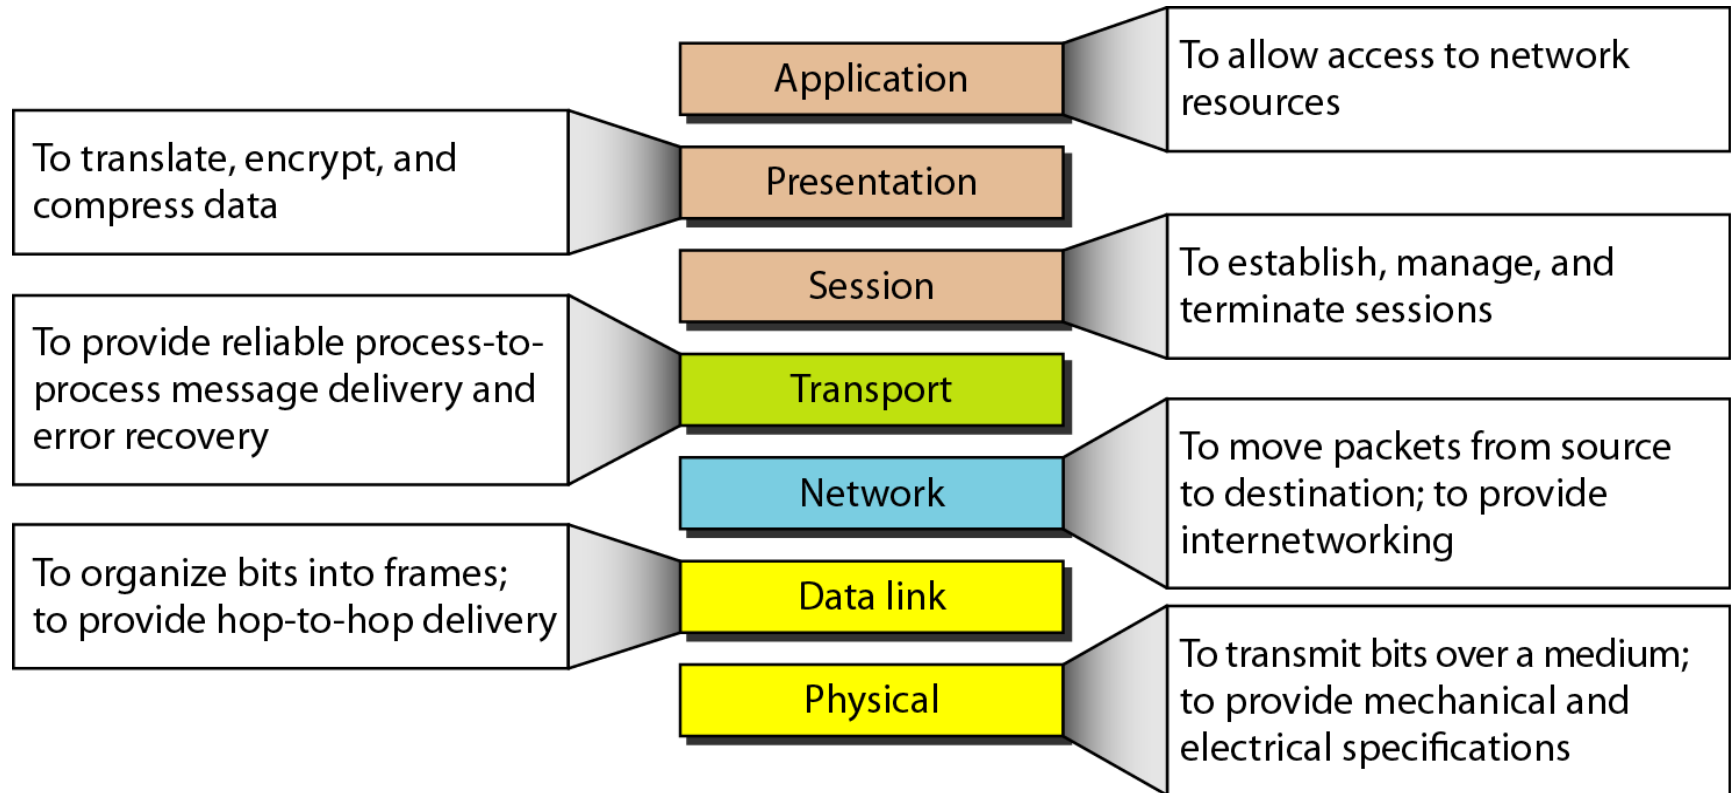 Application
To allow access to network
resources
To translate, encrypt, and
compress data
Presentation
Session
To establish, manage, and
terminate sessions
To provide reliable process-to-
process message delivery and
error recovery
Transport
Network
To move packets from source
to destination; to provide
internetworking
To organize bits into frames;
to provide hop-to-hop delivery
Data link
Physical
To transmit bits over a medium;
to provide mechanical and
electrical specifications